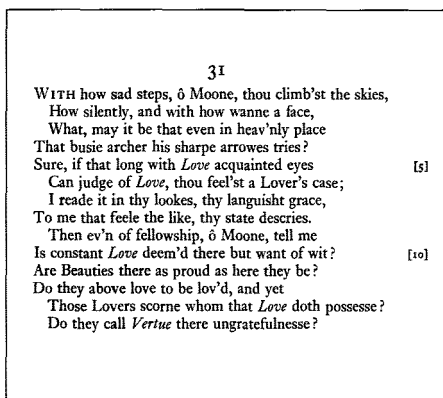 31
WITH how sad steps, ô Moone, thou climb'st the skies,
How silently, and with how wanne a face,
What, may it be that even in heav'nly place
That busie archer his sharpe arrowes tries?
Sure, if that long with Love acquainted eyes [5]
Can judge of Love, thou feel'st a Lover's case;
I reade it in thy lookes, thy languisht grace,
To me that feele the like, thy state descries.
Then ev'n of fellowship, ô Moone, tell me
Is constant Love deem'd there but want of wit? [10]
Are Beauties there as proud as here they be?
Do they above love to be lov'd, and yet
Those Lovers scorne whom that Love doth possesse?
Do they call Vertue there ungratefulnesse?